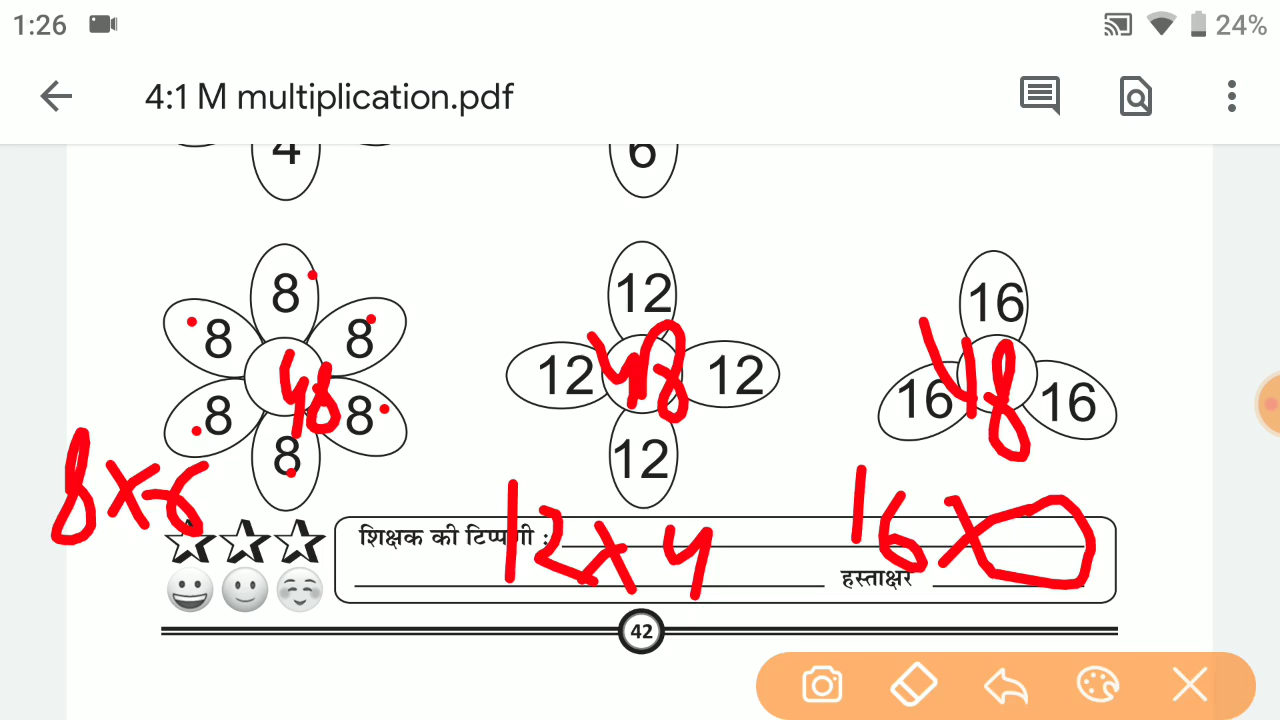 1:26 24%
4:1 M multiplication.pdf
4 6
8 12 16
8 8
8 8
8
48
12 12
12
48
16 16
48
8x6
12x4
16x
शिक्षक की टिप्पणी :
हस्ताक्षर
42